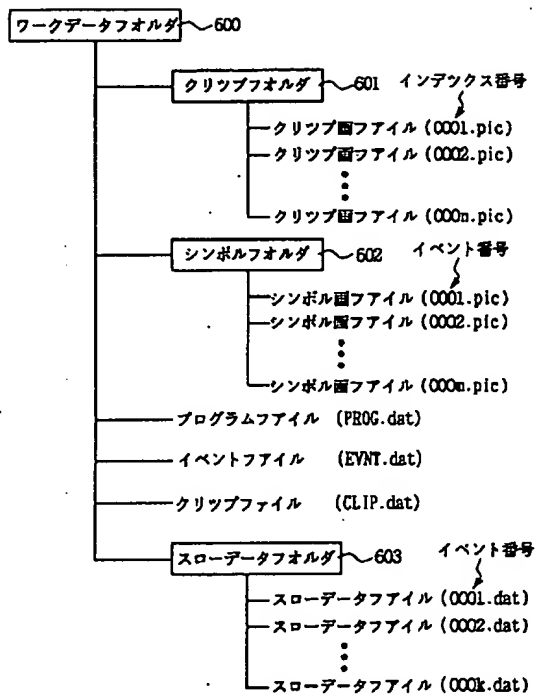 ワークデータフォルダ 600
クリップフォルダ 601 インデックス番号
クリップ画ファイル (0001.pic)
クリップ画ファイル (0002.pic)
クリップ画ファイル (000n.pic)
シンボルフォルダ 602 イベント番号
シンボル画ファイル (0001.pic)
シンボル画ファイル (0002.pic)
シンボル画ファイル (000m.pic)
プログラムファイル (PROG.dat)
イベントファイル (EVNT.dat)
クリップファイル (CLIP.dat)
スローデータフォルダ 603 イベント番号
スローデータファイル (0001.dat)
スローデータファイル (0002.dat)
スローデータファイル (000k.dat)